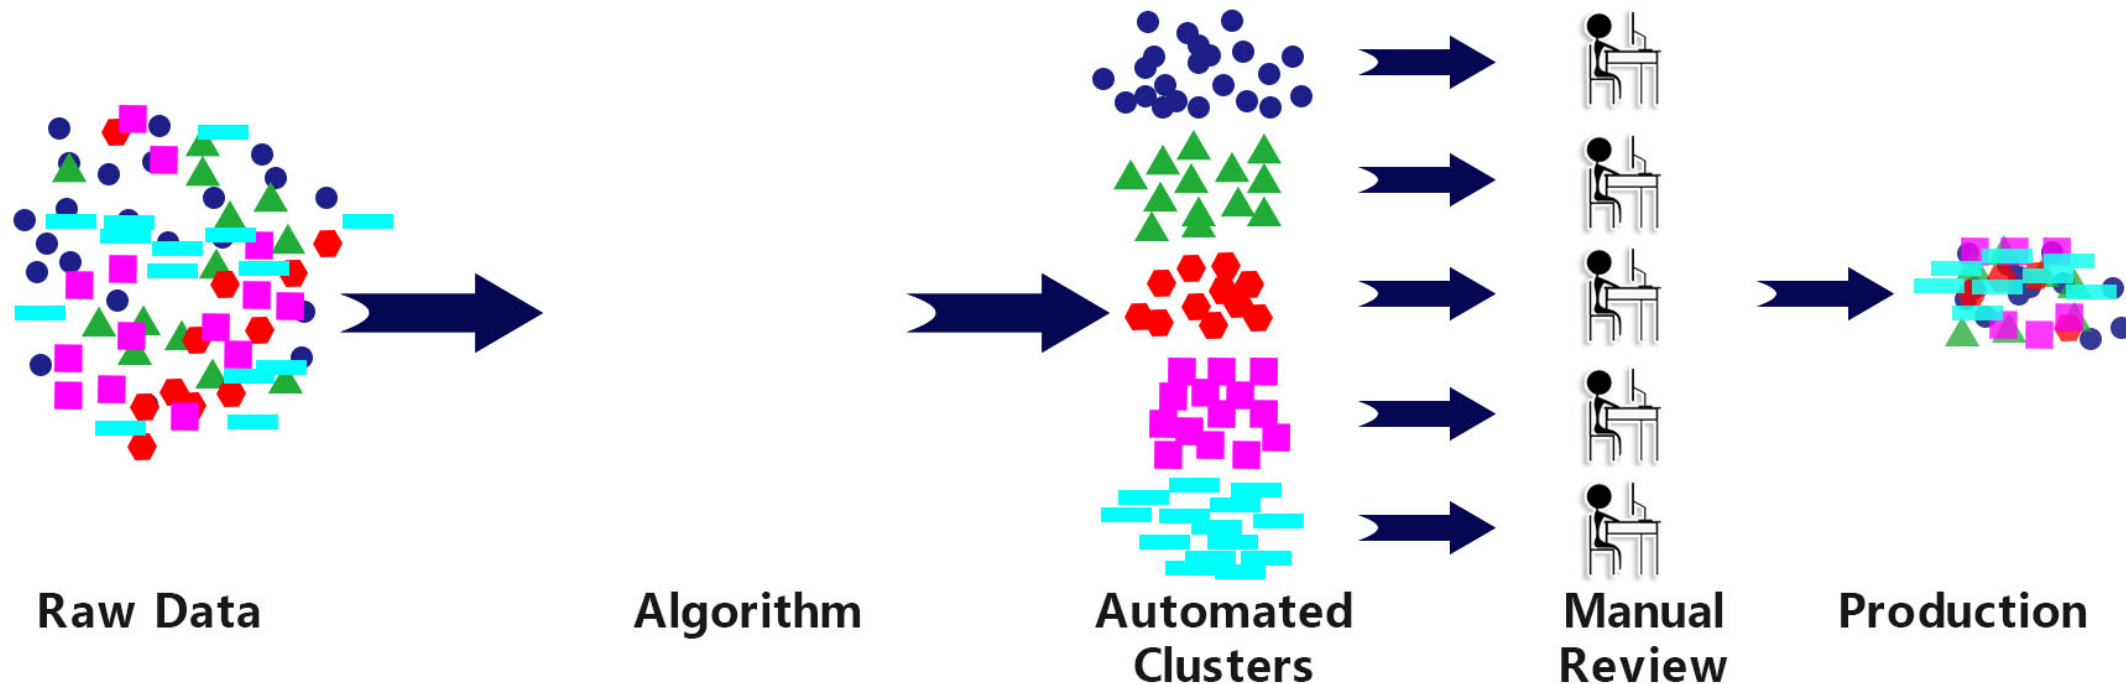 Raw Data
Algorithm
Automated
Clusters
Manual
Review
Production